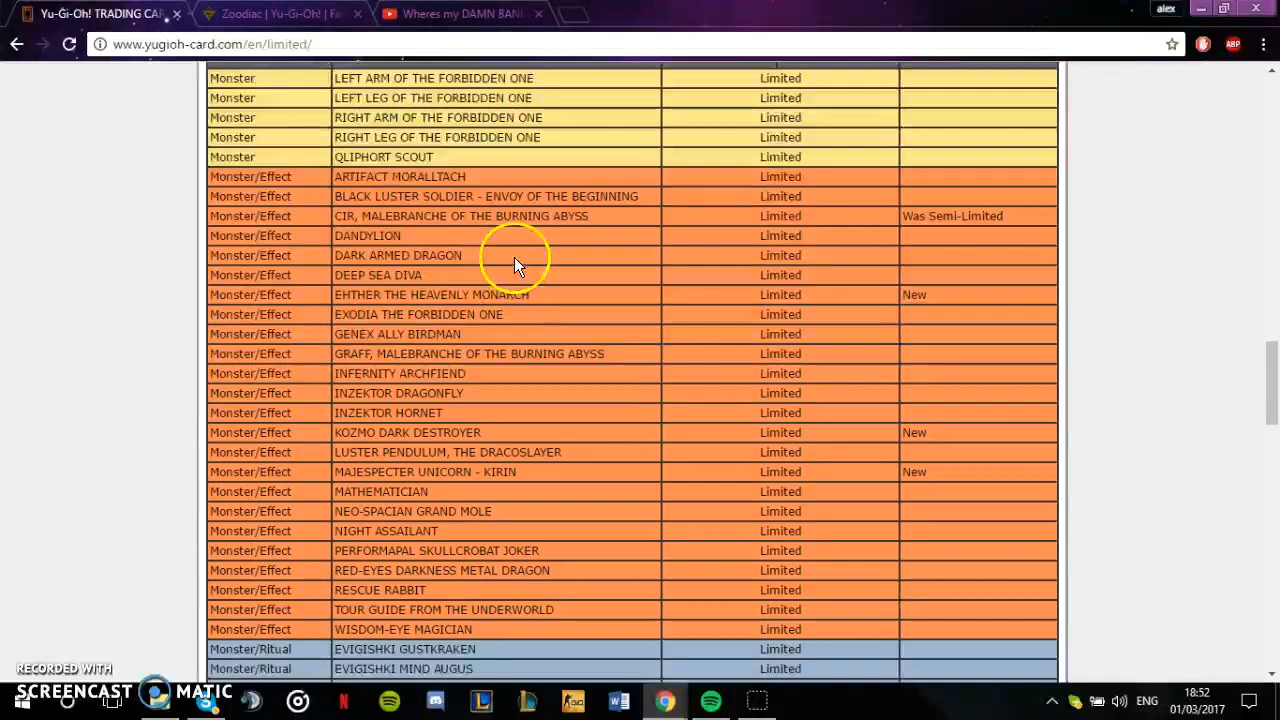 Yu-Gi-Oh! TRADING CAR
Zoodiac | Yu-Gi-Oh! | Fa
Wheres my DAMN BAN
alex
www.yugioh-card.com/en/limited/
ABP
Monster LEFT ARM OF THE FORBIDDEN ONE Limited
Monster LEFT LEG OF THE FORBIDDEN ONE Limited
Monster RIGHT ARM OF THE FORBIDDEN ONE Limited
Monster RIGHT LEG OF THE FORBIDDEN ONE Limited
Monster QLIPHORT SCOUT Limited
Monster/Effect ARTIFACT MORALLTACH Limited
Monster/Effect BLACK LUSTER SOLDIER - ENVOY OF THE BEGINNING Limited
Monster/Effect CIR, MALEBRANCHE OF THE BURNING ABYSS Limited Was Semi-Limited
Monster/Effect DANDYLION Limited
Monster/Effect DARK ARMED DRAGON Limited
Monster/Effect DEEP SEA DIVA Limited
Monster/Effect EHTHER THE HEAVENLY MONARCH Limited New
Monster/Effect EXODIA THE FORBIDDEN ONE Limited
Monster/Effect GENEX ALLY BIRDMAN Limited
Monster/Effect GRAFF, MALEBRANCHE OF THE BURNING ABYSS Limited
Monster/Effect INFERNITY ARCHFIEND Limited
Monster/Effect INZEKTOR DRAGONFLY Limited
Monster/Effect INZEKTOR HORNET Limited
Monster/Effect KOZMO DARK DESTROYER Limited New
Monster/Effect LUSTER PENDULUM, THE DRACOSLAYER Limited
Monster/Effect MAJESPECTER UNICORN - KIRIN Limited New
Monster/Effect MATHEMATICIAN Limited
Monster/Effect NEO-SPACIAN GRAND MOLE Limited
Monster/Effect NIGHT ASSAILANT Limited
Monster/Effect PERFORMAPAL SKULLCROBAT JOKER Limited
Monster/Effect RED-EYES DARKNESS METAL DRAGON Limited
Monster/Effect RESCUE RABBIT Limited
Monster/Effect TOUR GUIDE FROM THE UNDERWORLD Limited
Monster/Effect WISDOM-EYE MAGICIAN Limited
Monster/Ritual EVIGISHKI GUSTKRAKEN Limited
Monster/Ritual EVIGISHKI MIND AUGUS Limited
RECORDED WITH
SCREENCAST MATIC
ENG
18:52
01/03/2017